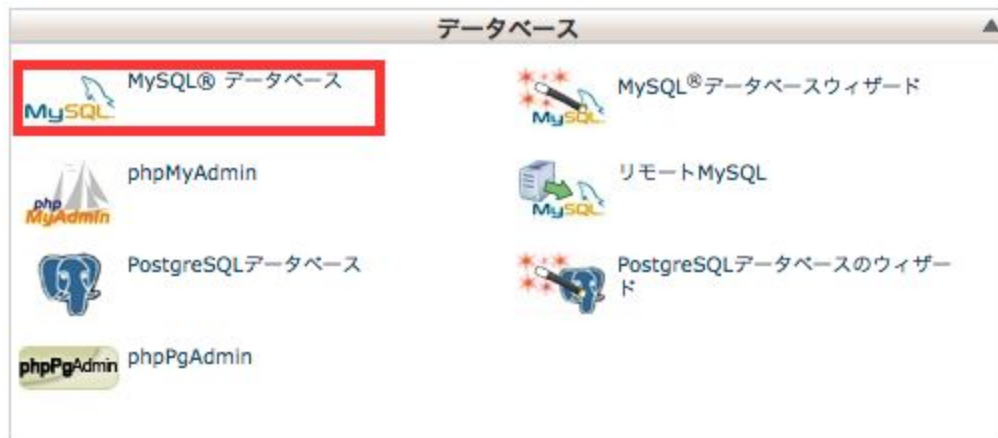 データベース
MySQL® データベース
MySQL
MySQL®データベースウィザード
MySQL
phpMyAdmin
php
MyAdmin
リモートMySQL
MySQL
PostgreSQLデータベース
PostgreSQLデータベースのウィザー
ド
phpPgAdmin
phpPgAdmin